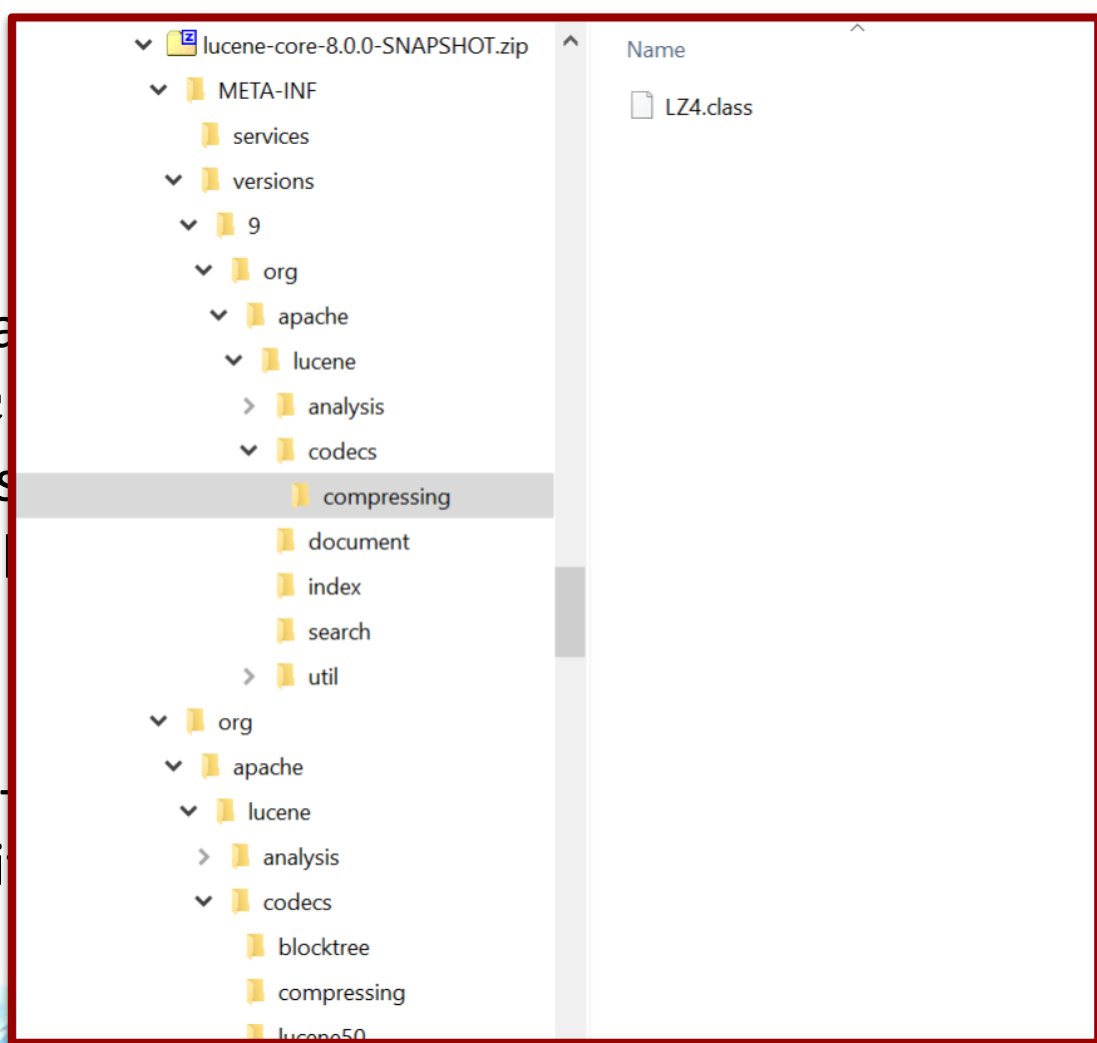 lucene-core-8.0.0-SNAPSHOT.zip
META-INF
services
versions
9
org
apache
lucene
analysis
codecs
compressing
document
index
search
util
org
apache
lucene
analysis
codecs
blocktree
compressing
lucene50
Name
LZ4.class